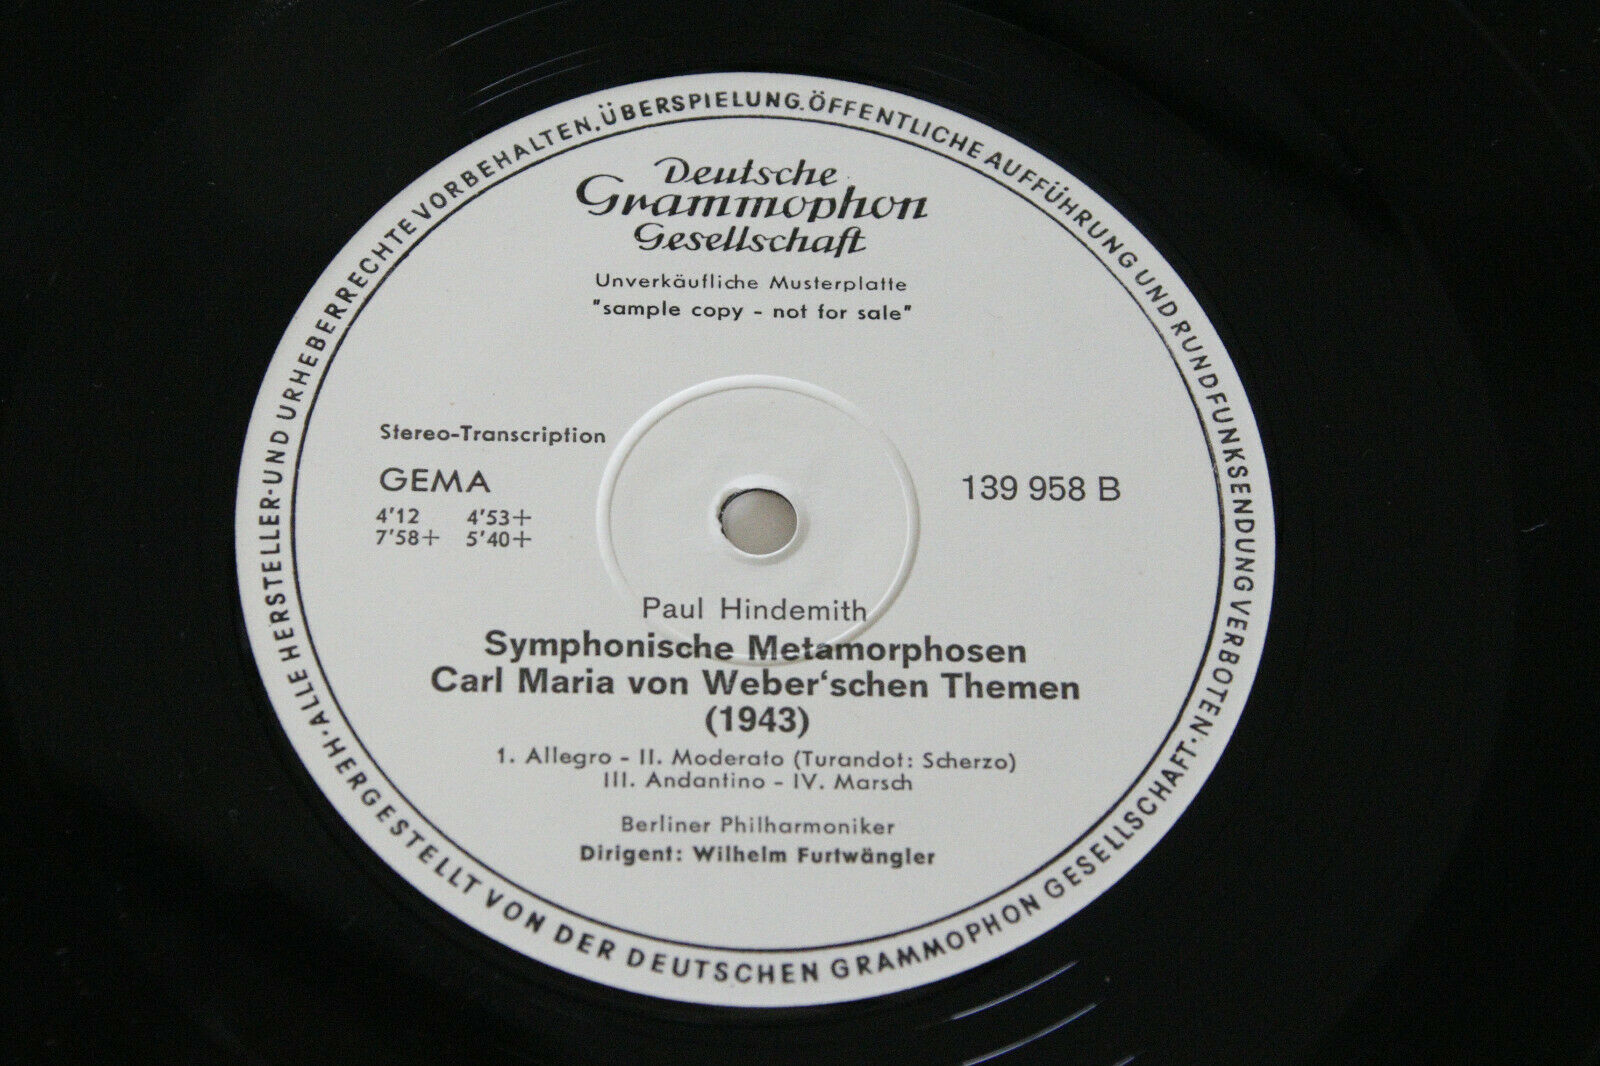 Deutsche
Grammophon
Gesellschaft
Unverkäufliche Musterplatte
"sample copy - not for sale"
Stereo-Transcription
GEMA
4'12 4'53+
7'58+ 5'40+
139 958 B
Paul Hindemith
Symphonische Metamorphosen
Carl Maria von Weber‘schen Themen
(1943)
1. Allegro - II. Moderato (Turandot: Scherzo)
III. Andantino - IV. Marsch
Berliner Philharmoniker
Dirigent: Wilhelm Furtwängler
ALLE HERSTELLER- UND URHEBERRECHTE VORBEHALTEN. ÜBERSPIELUNG. ÖFFENTLICHE AUFFÜHRUNG UND RUNDFUNKSENDUNG VERBOTEN.
HERGESTELLT VON DER DEUTSCHEN GRAMMOPHON GESELLSCHAFT.